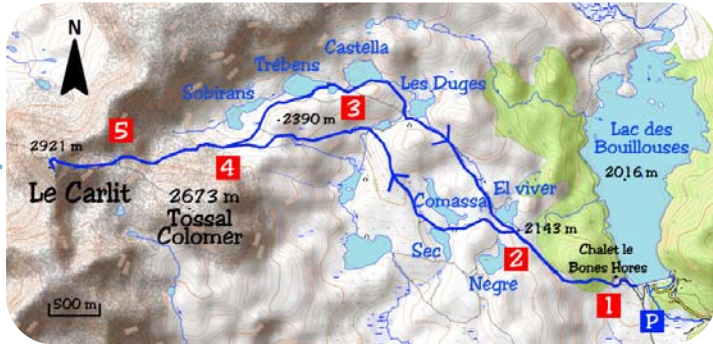 N
Castella
Trébens
Les Duges
Sobirans
5
3
2390 m
Lac des
Bouillouses
2016 m
2921 m
4
Le Carlit
2673 m
Tossal
Colomer
El viver
Comassa
2143 m
Sec
2
Chalet le
Bones Hores
Negre
1
500 m
P